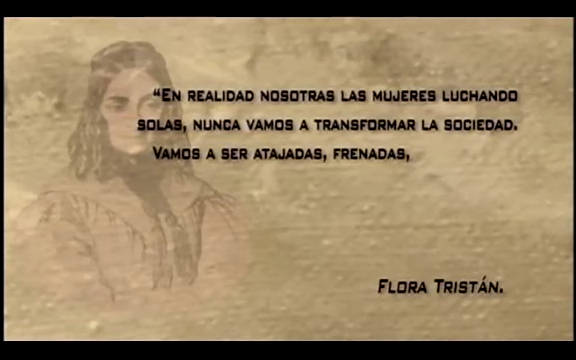 “En realidad nosotras las mujeres luchando
solas, nunca vamos a transformar la sociedad.
Vamos a ser atajadas, frenadas,
Flora Tristán.